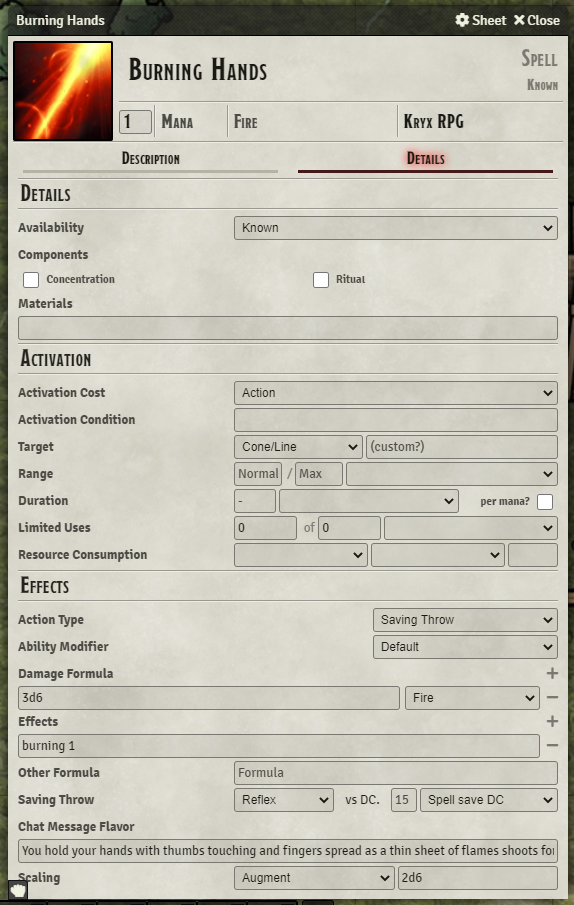 Burning Hands Sheet Close
Burning Hands Spell
Known
1 Mana Fire Kryx RPG
Description Details
Details
Availability Known
Components
Concentration Ritual
Materials
Activation
Activation Cost Action
Activation Condition
Target Cone/Line (custom?)
Range Normal / Max
Duration - per mana?
Limited Uses 0 of 0
Resource Consumption
Effects
Action Type Saving Throw
Ability Modifier Default
Damage Formula +
3d6 Fire −
Effects +
burning 1 −
Other Formula Formula
Saving Throw Reflex vs DC. 15 Spell save DC
Chat Message Flavor
You hold your hands with thumbs touching and fingers spread as a thin sheet of flames shoots for
Scaling Augment 2d6